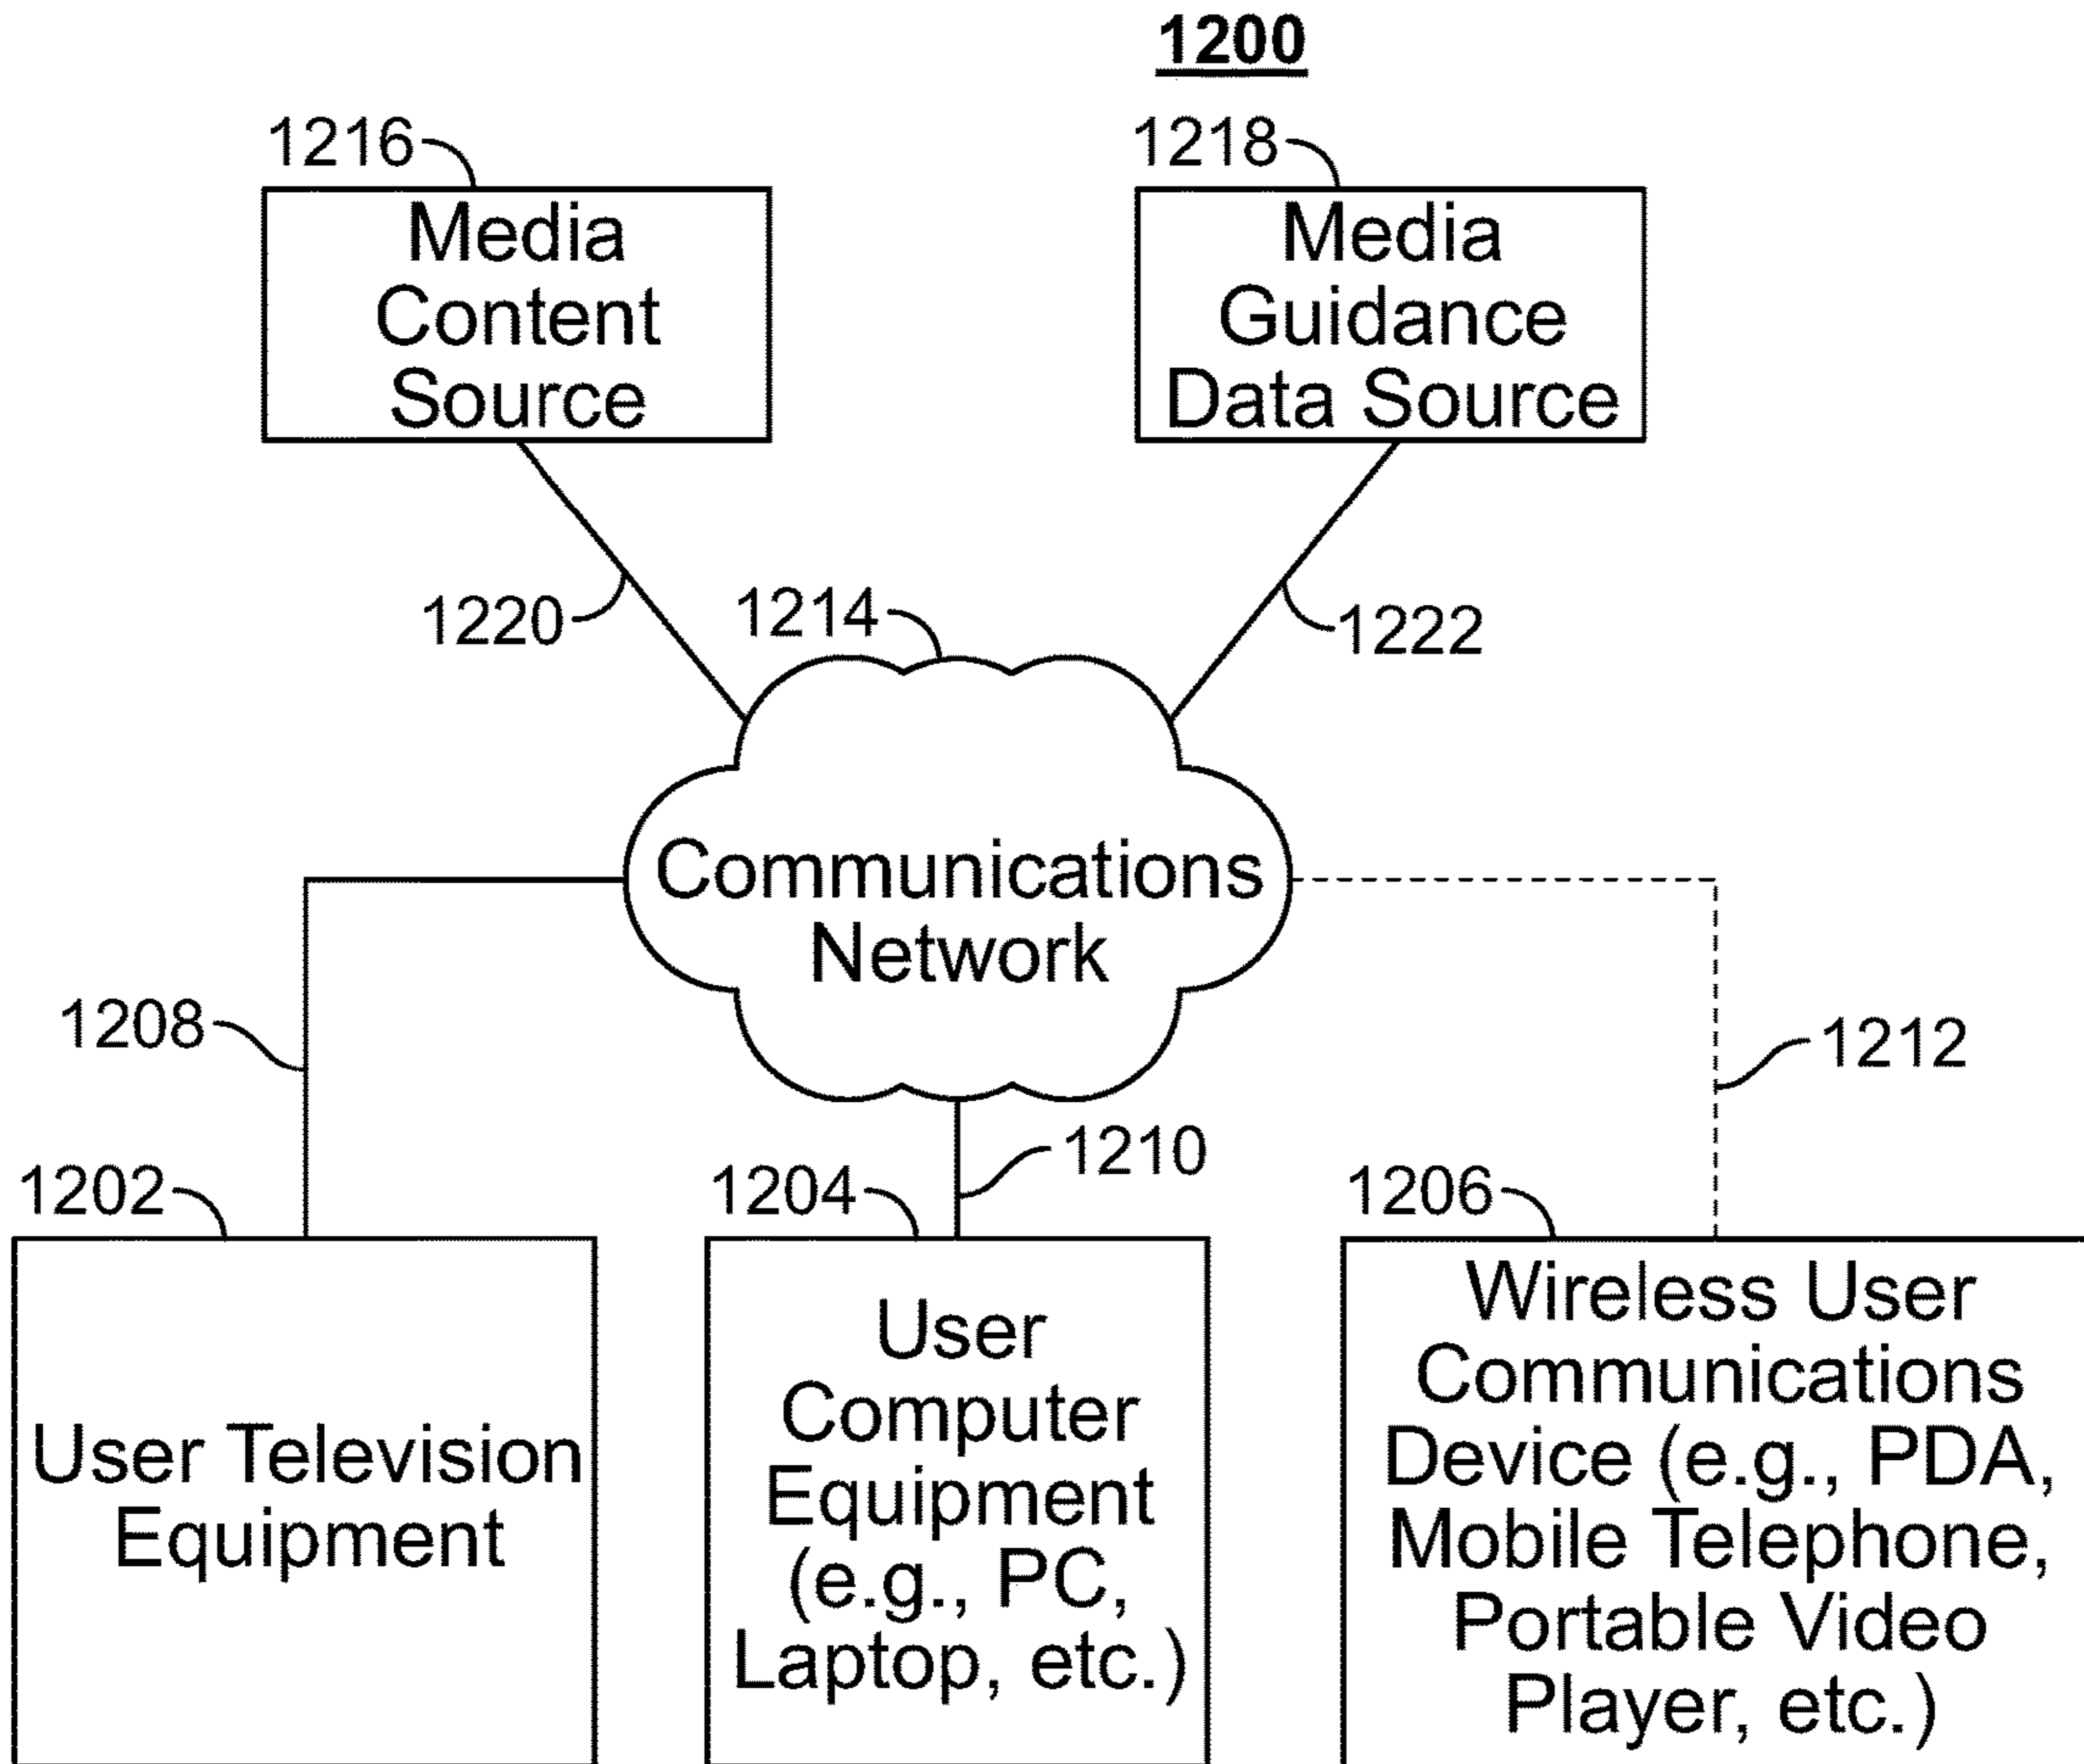 1200
1216
1218
Media
Content
Source
Media
Guidance
Data Source
1220
1214
1222
Communications
Network
1208
1212
1210
1202
1204
1206
User Television
Equipment
User
Computer
Equipment
(e.g., PC,
Laptop, etc.)
Wireless User
Communications
Device (e.g., PDA,
Mobile Telephone,
Portable Video
Player, etc.)